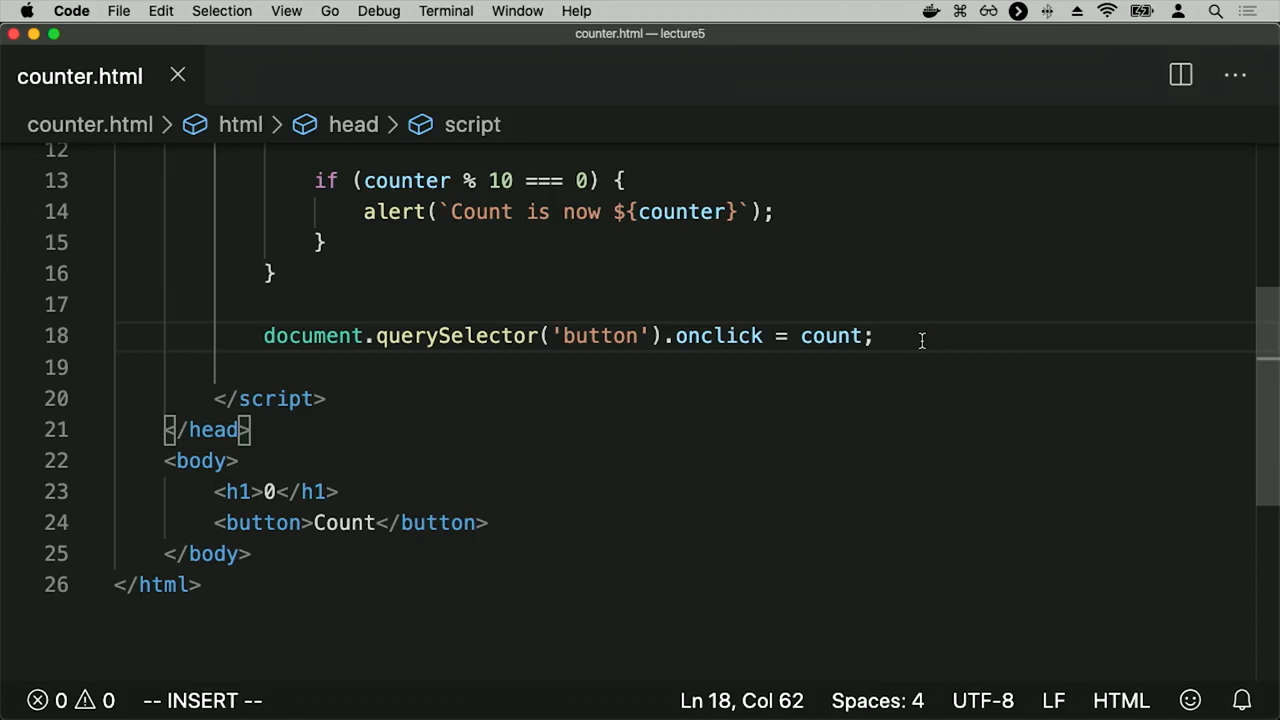 Code File Edit Selection View Go Debug Terminal Window Help
counter.html — lecture5
counter.html
counter.html > html > head > script
12
13 if (counter % 10 === 0) {
14 alert(`Count is now ${counter}`);
15 }
16 }
17
18 document.querySelector('button').onclick = count;
19
20 </script>
21 </head>
22 <body>
23 <h1>0</h1>
24 <button>Count</button>
25 </body>
26 </html>
0 0 -- INSERT -- Ln 18, Col 62 Spaces: 4 UTF-8 LF HTML